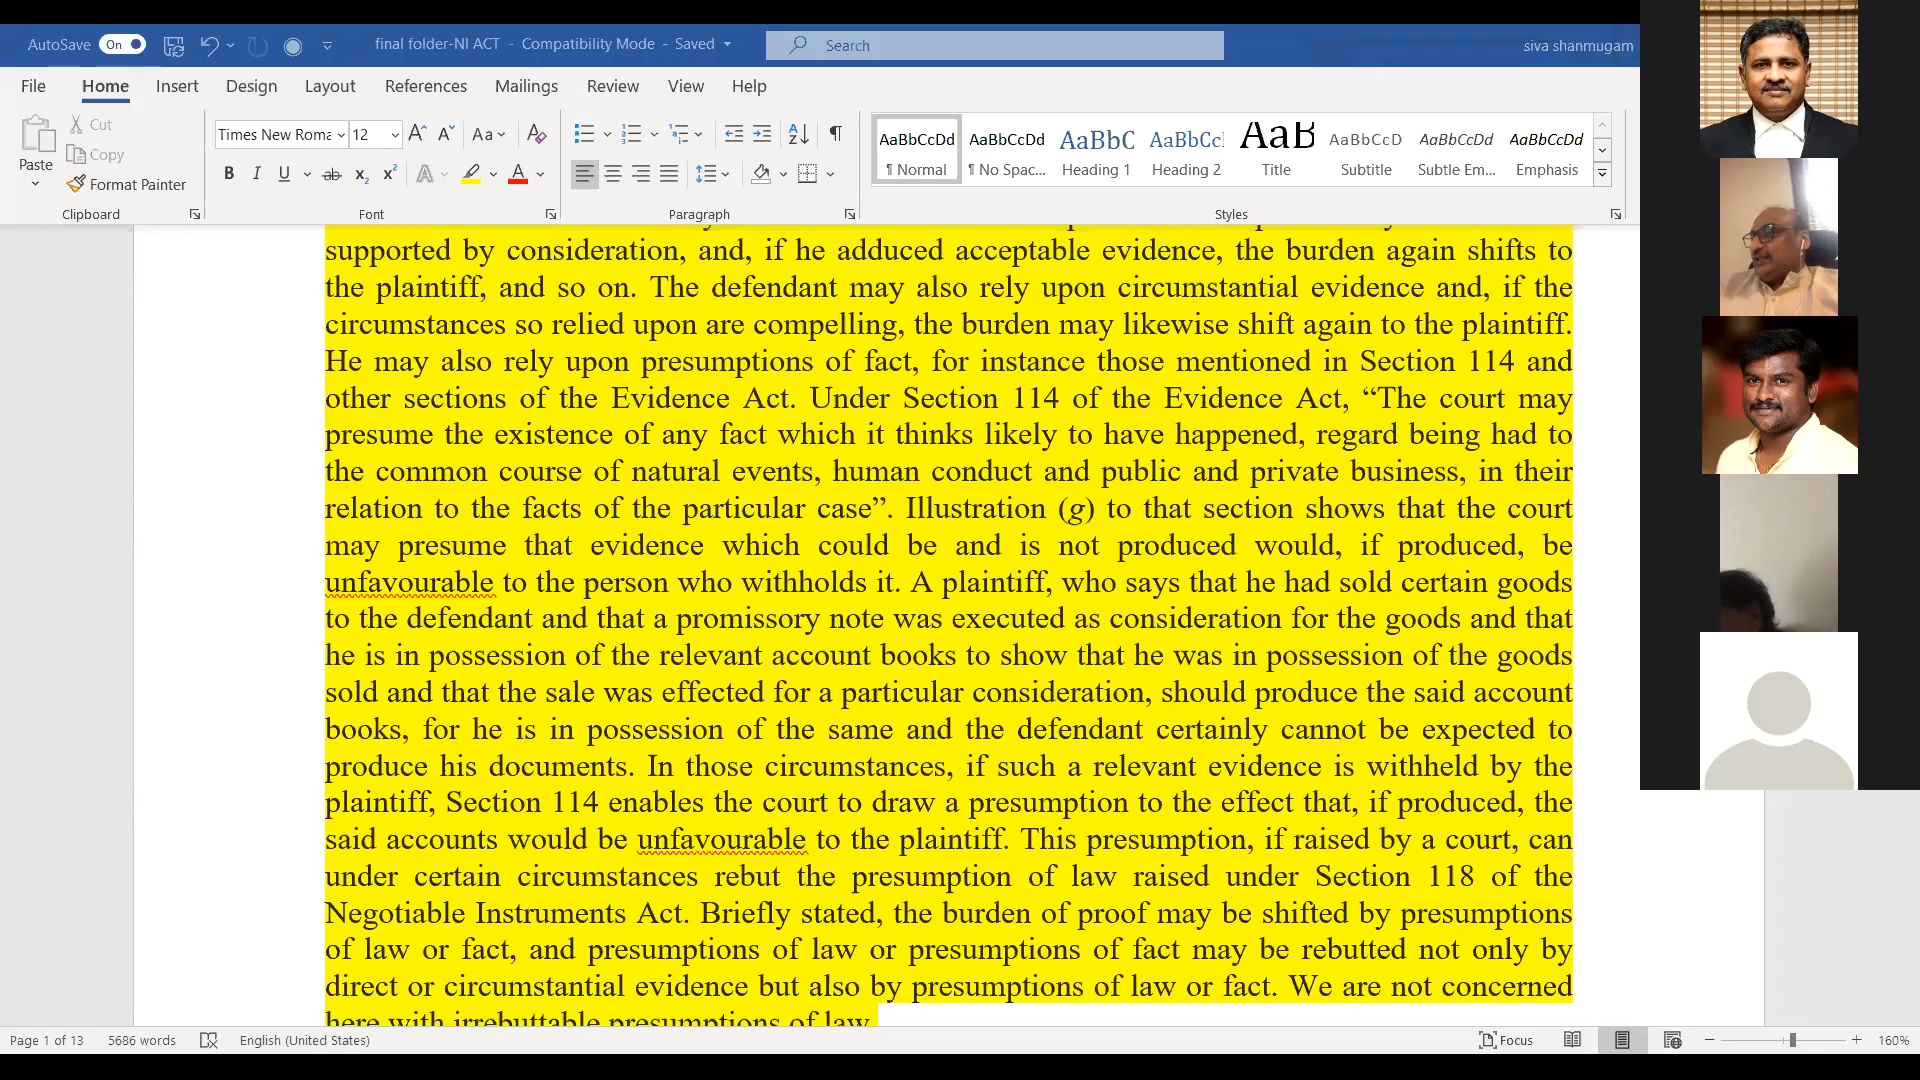 AutoSave On final folder-NI ACT - Compatibility Mode - Saved Search siva shanmugam
File Home Insert Design Layout References Mailings Review View Help
Paste Cut Copy Format Painter
Times New Roma 12 Aa
B I U ab x₂ x² A A
AaBbCcDd AaBbCcDd AaBbC AaBbCcI AaB AaBbCcD AaBbCcDd AaBbCcDd
¶ Normal ¶ No Spac... Heading 1 Heading 2 Title Subtitle Subtle Em... Emphasis
Clipboard Font Paragraph Styles
supported by consideration, and, if he adduced acceptable evidence, the burden again shifts to
the plaintiff, and so on. The defendant may also rely upon circumstantial evidence and, if the
circumstances so relied upon are compelling, the burden may likewise shift again to the plaintiff.
He may also rely upon presumptions of fact, for instance those mentioned in Section 114 and
other sections of the Evidence Act. Under Section 114 of the Evidence Act, “The court may
presume the existence of any fact which it thinks likely to have happened, regard being had to
the common course of natural events, human conduct and public and private business, in their
relation to the facts of the particular case”. Illustration (g) to that section shows that the court
may presume that evidence which could be and is not produced would, if produced, be
unfavourable to the person who withholds it. A plaintiff, who says that he had sold certain goods
to the defendant and that a promissory note was executed as consideration for the goods and that
he is in possession of the relevant account books to show that he was in possession of the goods
sold and that the sale was effected for a particular consideration, should produce the said account
books, for he is in possession of the same and the defendant certainly cannot be expected to
produce his documents. In those circumstances, if such a relevant evidence is withheld by the
plaintiff, Section 114 enables the court to draw a presumption to the effect that, if produced, the
said accounts would be unfavourable to the plaintiff. This presumption, if raised by a court, can
under certain circumstances rebut the presumption of law raised under Section 118 of the
Negotiable Instruments Act. Briefly stated, the burden of proof may be shifted by presumptions
of law or fact, and presumptions of law or presumptions of fact may be rebutted not only by
direct or circumstantial evidence but also by presumptions of law or fact. We are not concerned
here with irrebuttable presumptions of law.
Page 1 of 13 5686 words English (United States) Focus 160%